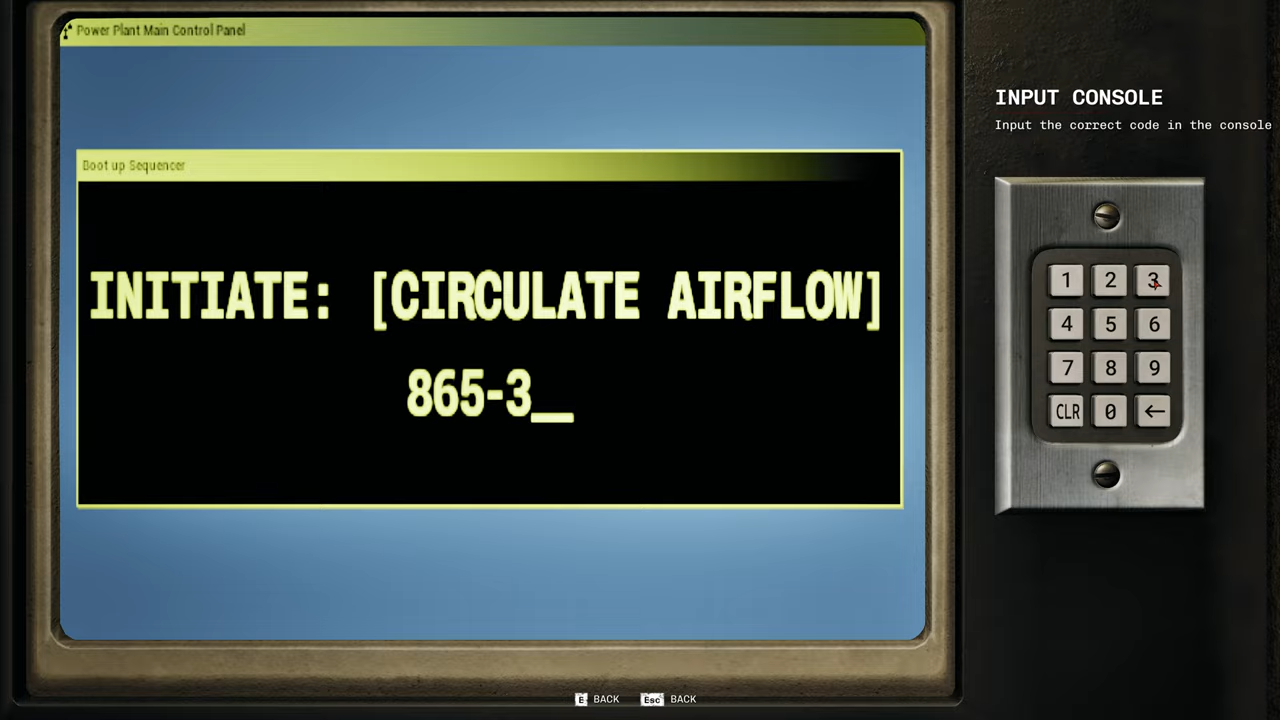 Power Plant Main Control Panel
Boot up Sequencer
INITIATE: [CIRCULATE AIRFLOW]
865-3__
INPUT CONSOLE
Input the correct code in the console
1 2 3
4 5 6
7 8 9
CLR 0 ←
E BACK Esc BACK